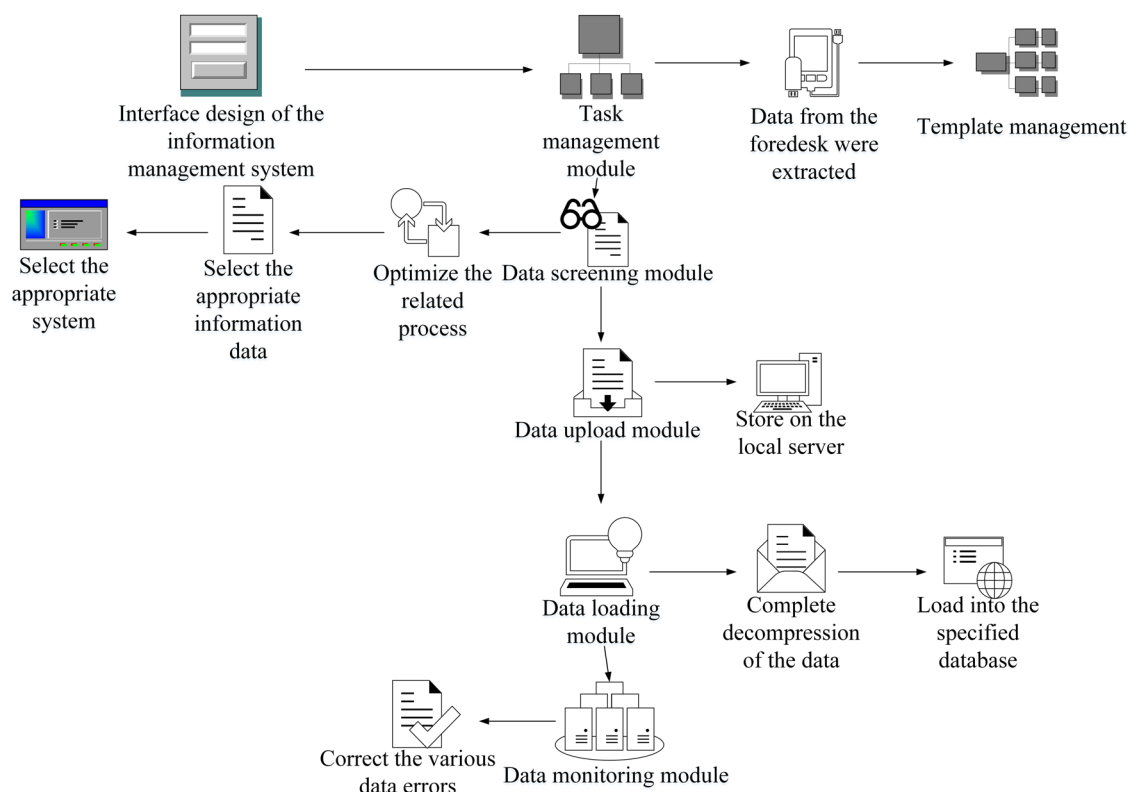 Interface design of the
information
management system
Task
management
module
Data from the
foredesk were
extracted
Template management
Select the
appropriate
system
Select the
appropriate
information
data
Optimize the
related
process
Data screening module
Data upload module
Store on the
local server
Data loading
module
Complete
decompression
of the data
Load into the
specified
database
Correct the various
data errors
Data monitoring module